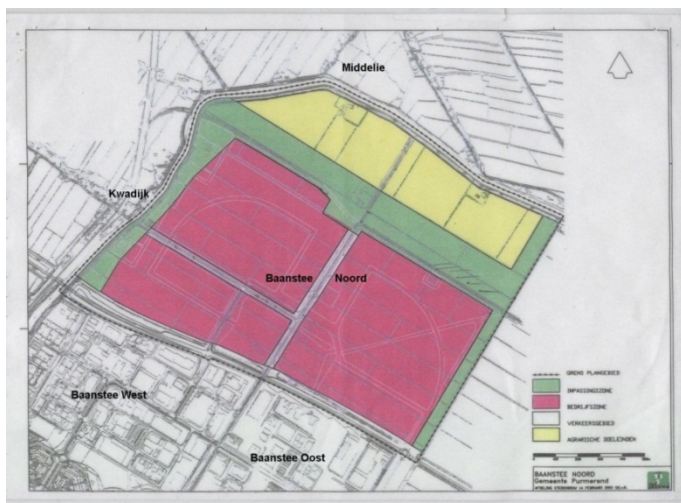 Middelie
Kwadijk
Baanstee Noord
Baanstee West
Baanstee Oost
GRENS PLANGEBIED
INPASSINGSZONE
BEDRIJFSZONE
VERKEERSGEBIED
AGRARISCHE DOELEINDEN
BAANSTEE NOORD
Gemeente Purmerend